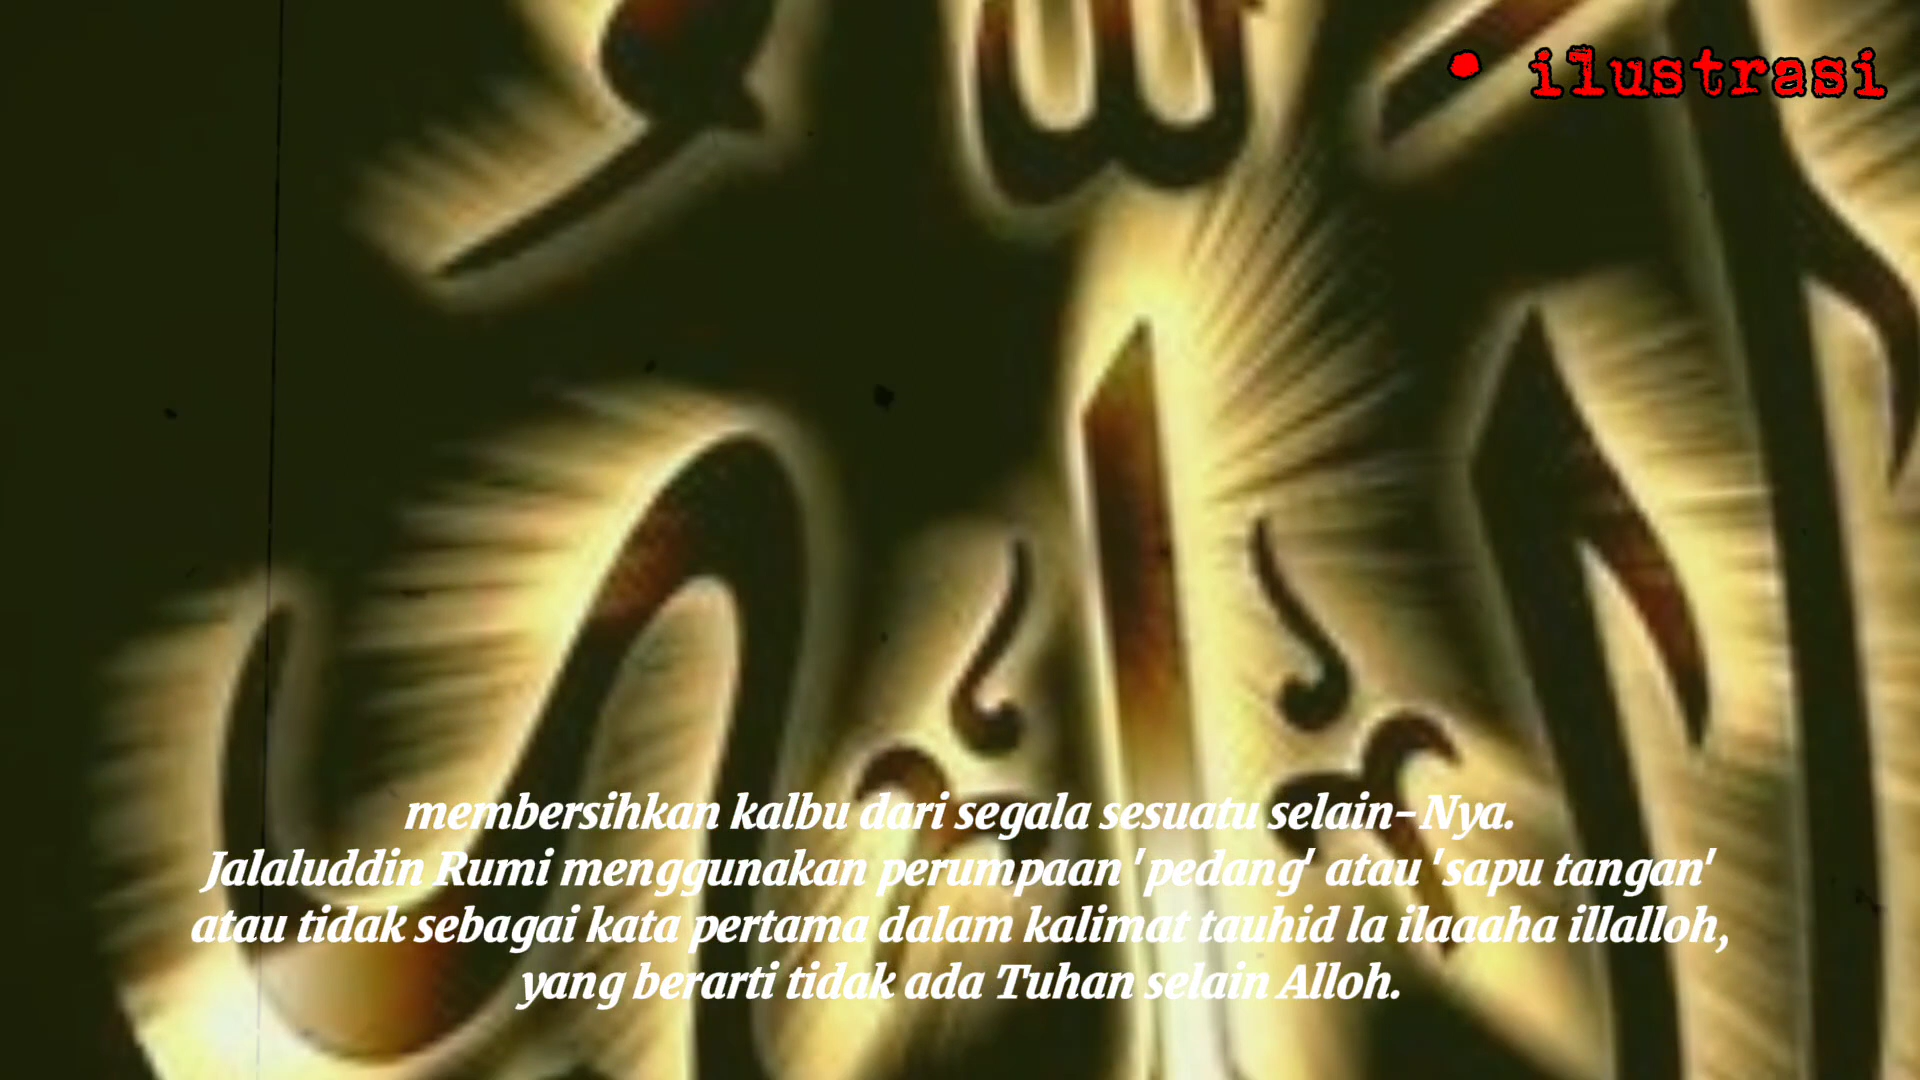 • ilustrasi
membersihkan kalbu dari segala sesuatu selain-Nya.
Jalaluddin Rumi menggunakan perumpaan 'pedang' atau 'sapu tangan'
atau tidak sebagai kata pertama dalam kalimat tauhid la ilaaaha illalloh,
yang berarti tidak ada Tuhan selain Alloh.